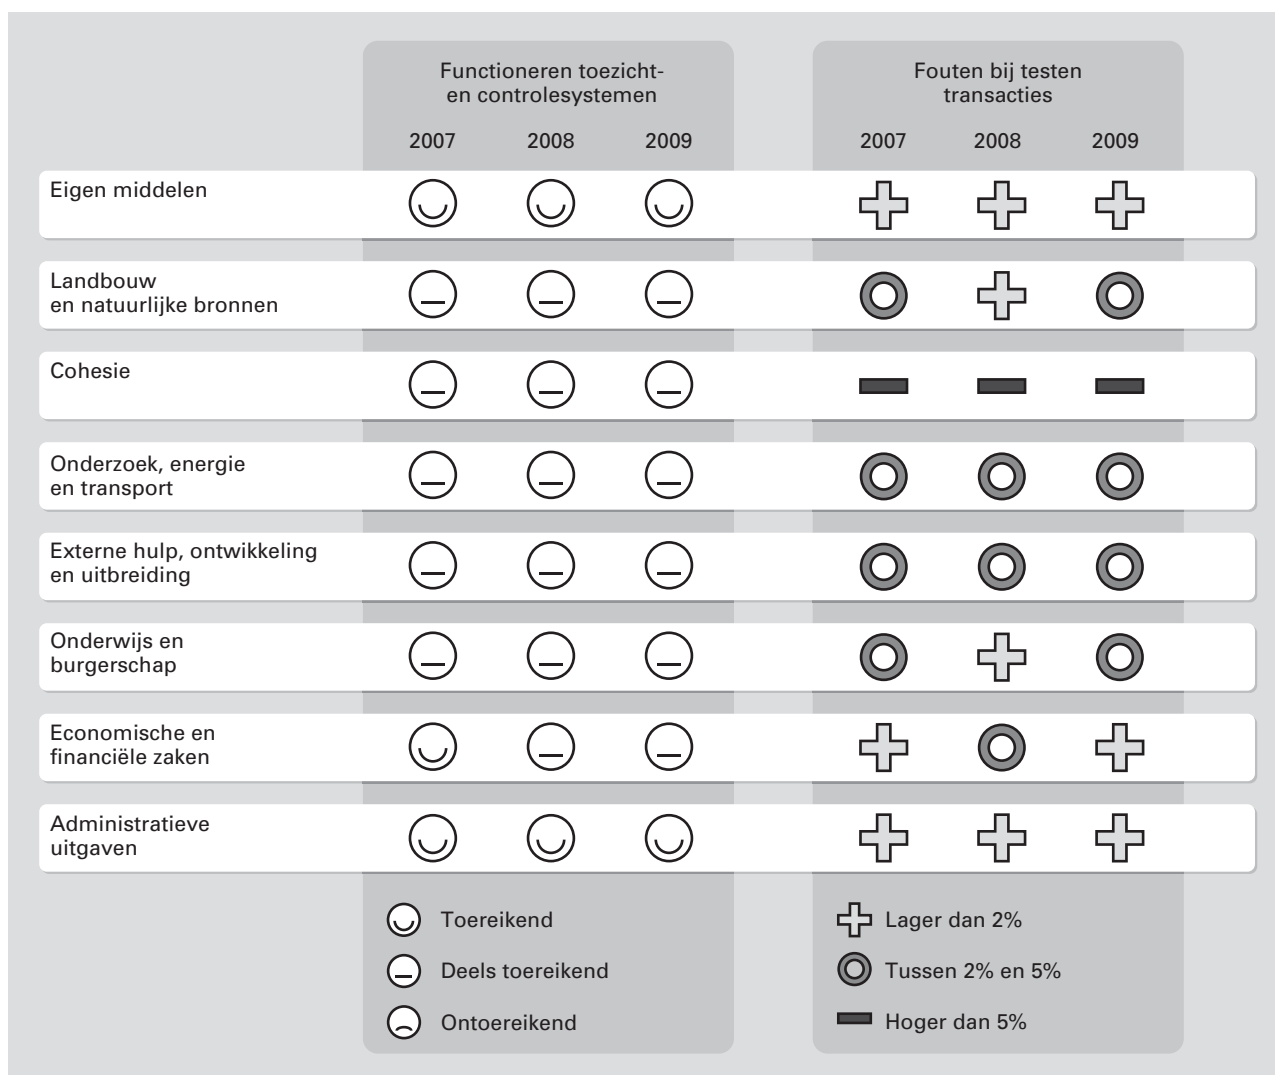 Functioneren toezicht-
en controlesystemen
Fouten bij testen
transacties
2007 2008 2009 2007 2008 2009
Eigen middelen
Landbouw
en natuurlijke bronnen
Cohesie
Onderzoek, energie
en transport
Externe hulp, ontwikkeling
en uitbreiding
Onderwijs en
burgerschap
Economische en
financiële zaken
Administratieve
uitgaven
Toereikend
Deels toereikend
Ontoereikend
Lager dan 2%
Tussen 2% en 5%
Hoger dan 5%